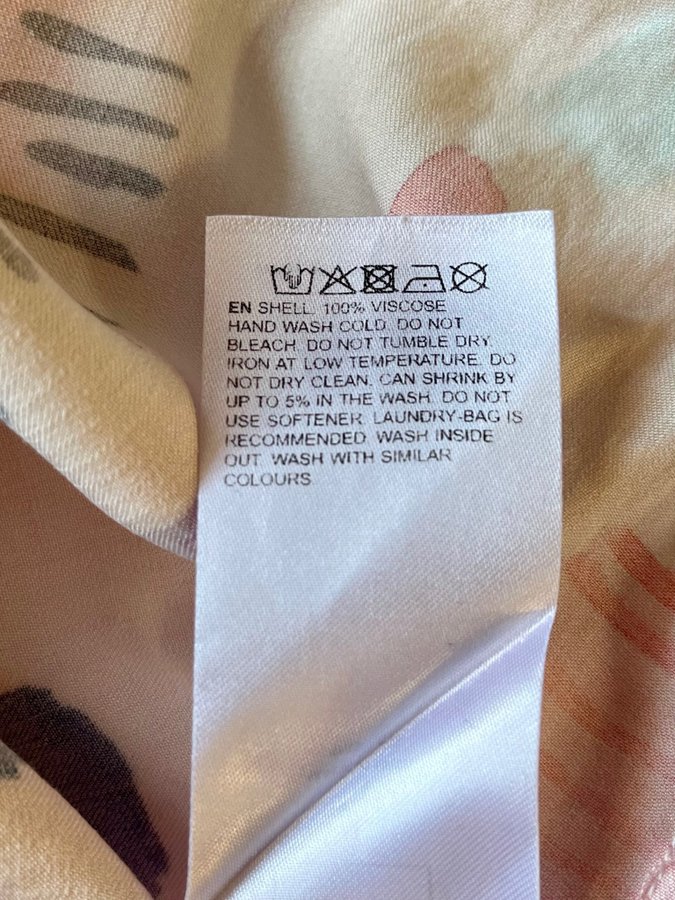 EN SHELL. 100% VISCOSE
HAND WASH COLD. DO NOT
BLEACH. DO NOT TUMBLE DRY.
IRON AT LOW TEMPERATURE. DO
NOT DRY CLEAN. CAN SHRINK BY
UP TO 5% IN THE WASH. DO NOT
USE SOFTENER. LAUNDRY-BAG IS
RECOMMENDED. WASH INSIDE
OUT. WASH WITH SIMILAR
COLOURS.